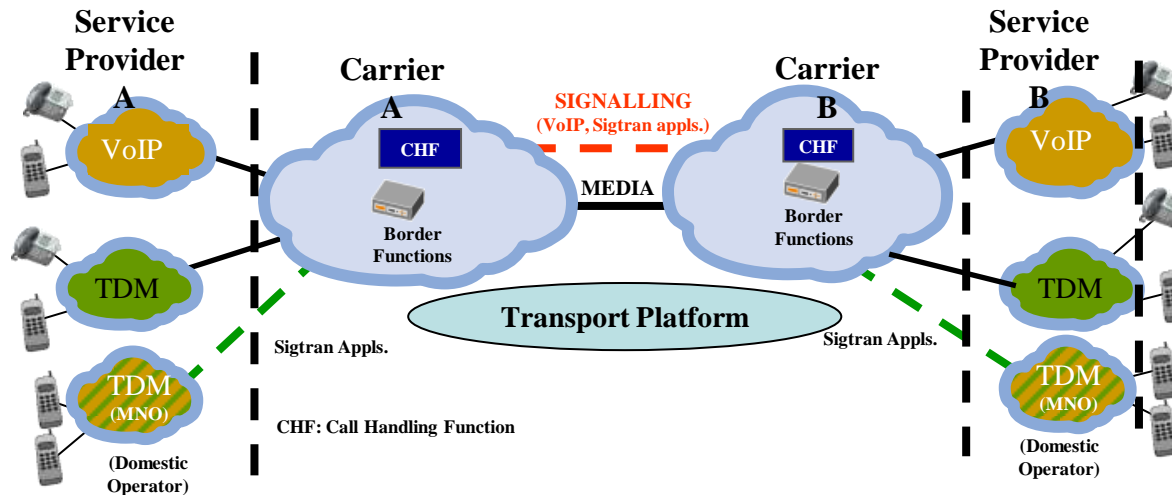 Service
Provider
A
VoIP
TDM
TDM
(MNO)
(Domestic
Operator)
Carrier
A
CHF
Border
Functions
Sigtran Appls.
CHF: Call Handling Function
SIGNALLING
(VoIP, Sigtran appls.)
MEDIA
Transport Platform
Carrier
B
CHF
Border
Functions
Sigtran Appls.
Service
Provider
B
VoIP
TDM
TDM
(MNO)
(Domestic
Operator)